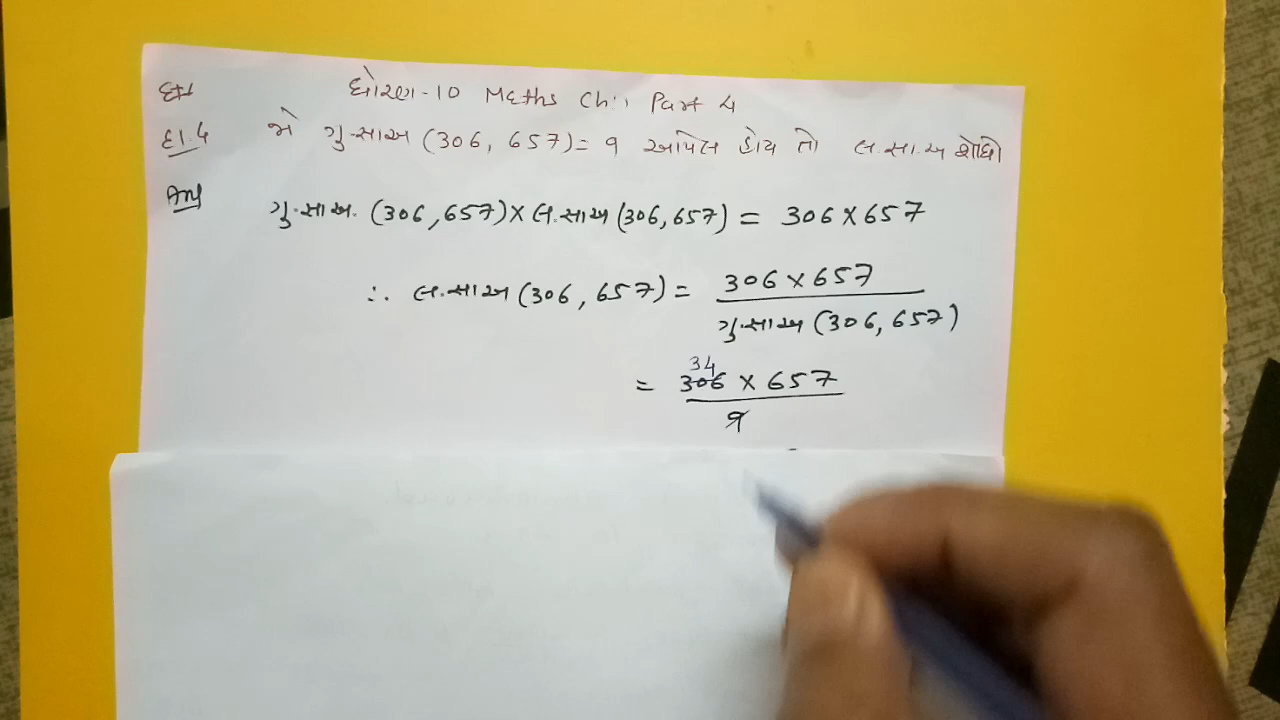 ધોરણ-10 Maths Ch:1 Part 4
દા.4 જો ગુ.સા.અ (306, 657) = 9 આપેલ હોય તો લ.સા.અ શોધો
Ans ગુ.સા.અ. (306, 657) × લ.સા.અ (306, 657) = 306 × 657
∴ લ.સા.અ (306, 657) = 306 × 657
ગુ.સા.અ (306, 657)
34
= 306 × 657
9